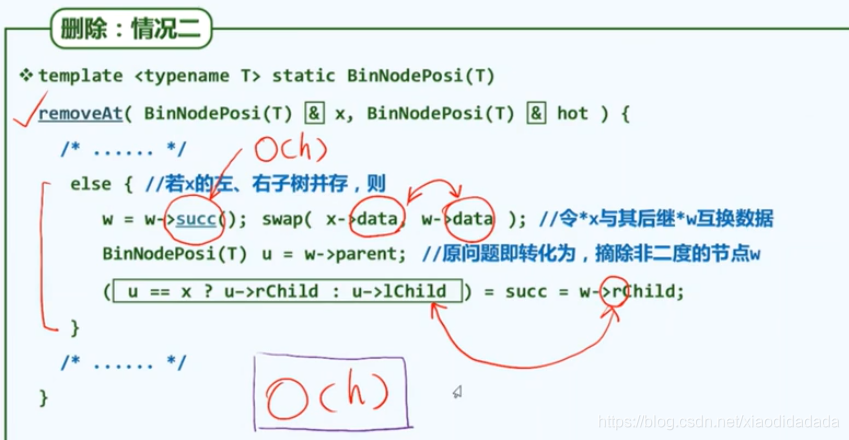 删除：情况二
❖ template <typename T> static BinNodePosi(T)
removeAt( BinNodePosi(T) & x, BinNodePosi(T) & hot ) {
/* ...... */
O(h)
else { //若x的左、右子树并存，则
w = w->succ(); swap( x->data, w->data ); //令*x与其后继*w互换数据
BinNodePosi(T) u = w->parent; //原问题即转化为，摘除非二度的节点w
( u == x ? u->rChild : u->lChild ) = succ = w->rChild;
}
/* ...... */
O(h)
}
https://blog.csdn.net/xiaodidadada